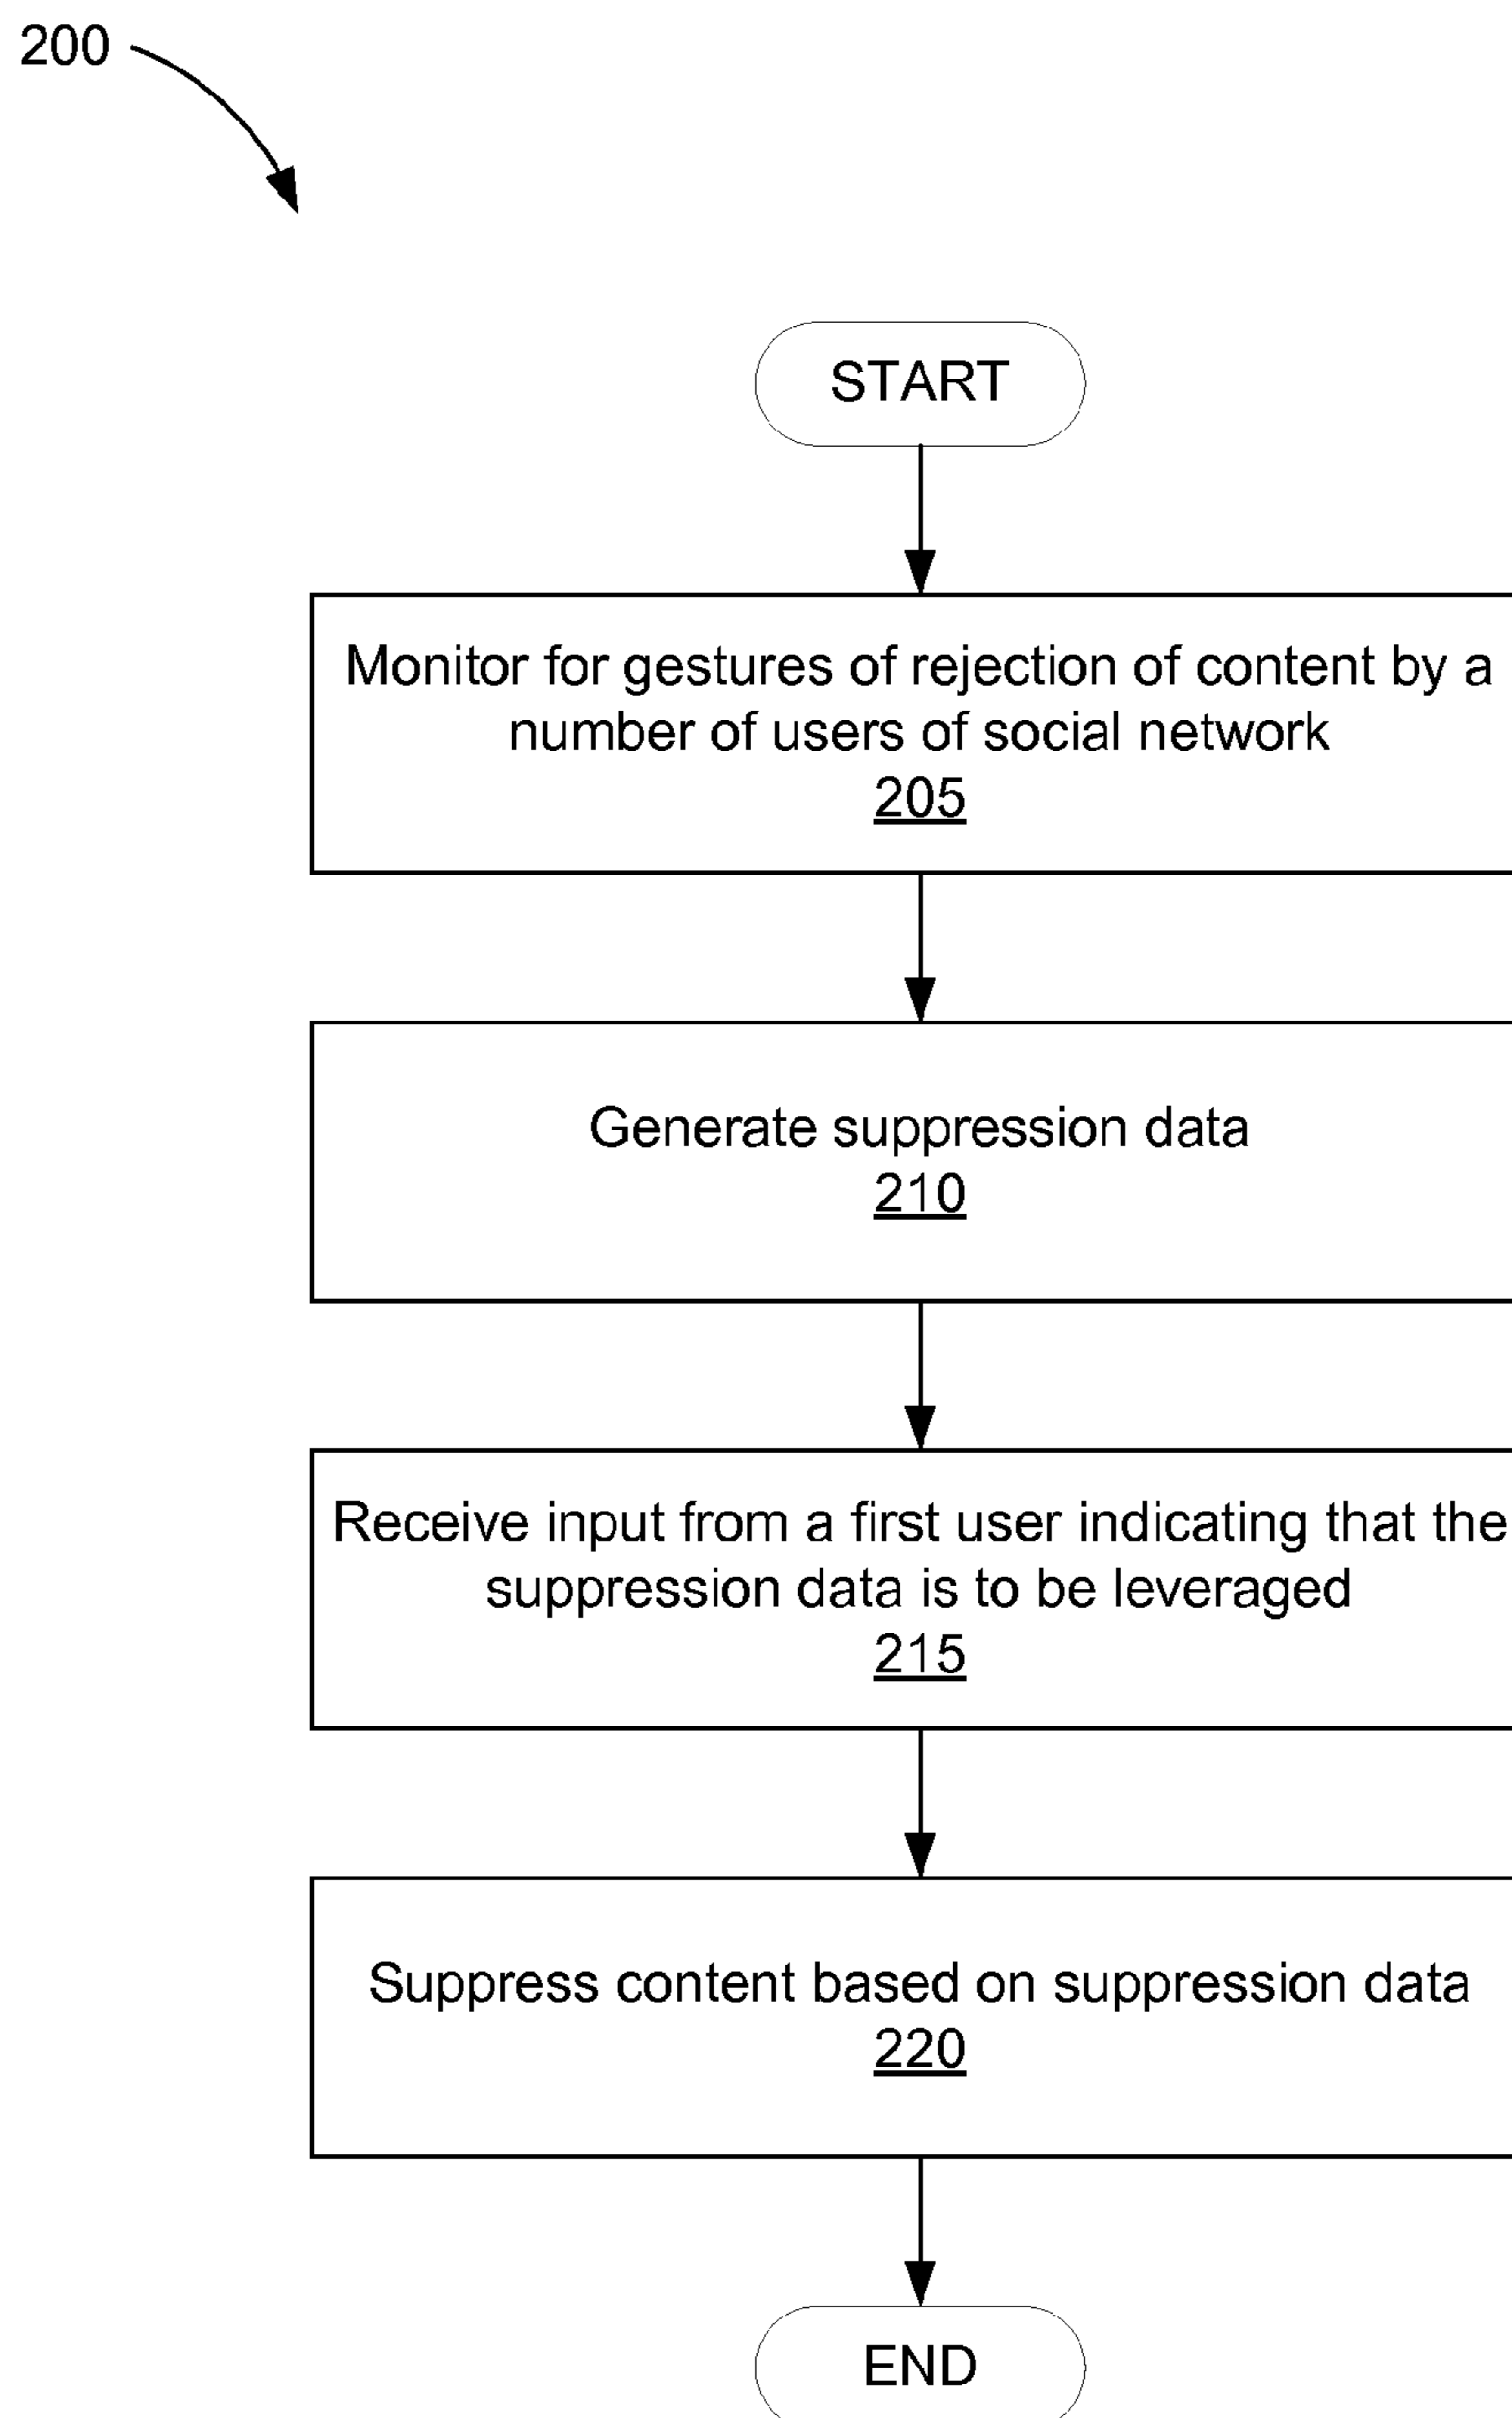 200
START
Monitor for gestures of rejection of content by a
number of users of social network
205
Generate suppression data
210
Receive input from a first user indicating that the
suppression data is to be leveraged
215
Suppress content based on suppression data
220
END